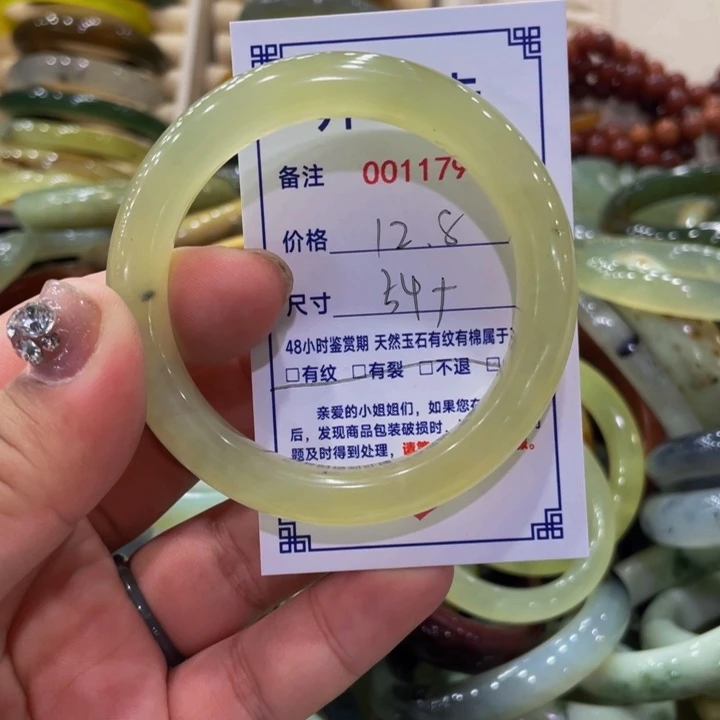 备注 001179
价格 12.8
尺寸 54+
48小时鉴赏期 天然玉石有纹有棉属于
□有纹 □有裂 □不退 □
亲爱的小姐姐们，如果您在
后，发现商品包装破损时
题及时得到处理，请